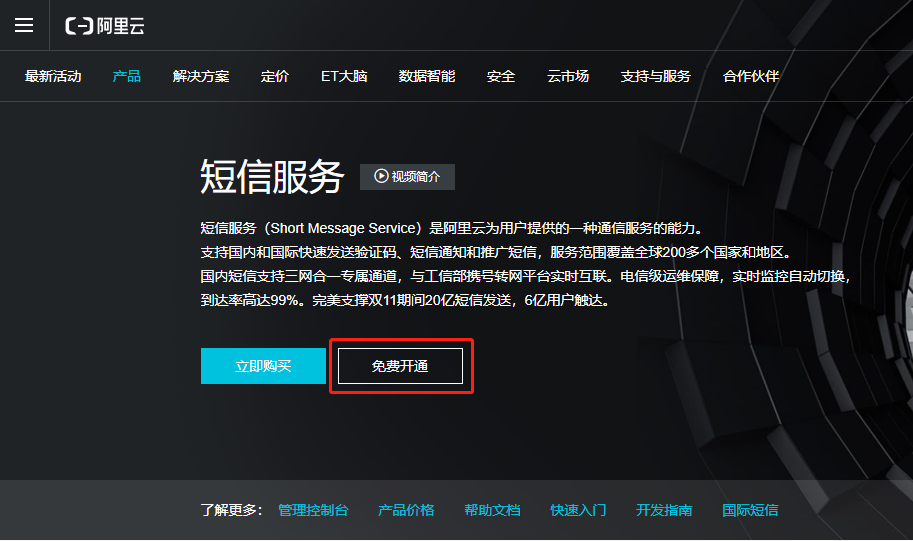 阿里云
最新活动 产品 解决方案 定价 ET大脑 数据智能 安全 云市场 支持与服务 合作伙伴
短信服务 视频简介
短信服务（Short Message Service）是阿里云为用户提供的一种通信服务的能力。
支持国内和国际快速发送验证码、短信通知和推广短信，服务范围覆盖全球200多个国家和地区。
国内短信支持三网合一专属通道，与工信部携号转网平台实时互联。电信级运维保障，实时监控自动切换，
到达率高达99%。完美支撑双11期间20亿短信发送，6亿用户触达。
立即购买 免费开通
了解更多： 管理控制台 产品价格 帮助文档 快速入门 开发指南 国际短信